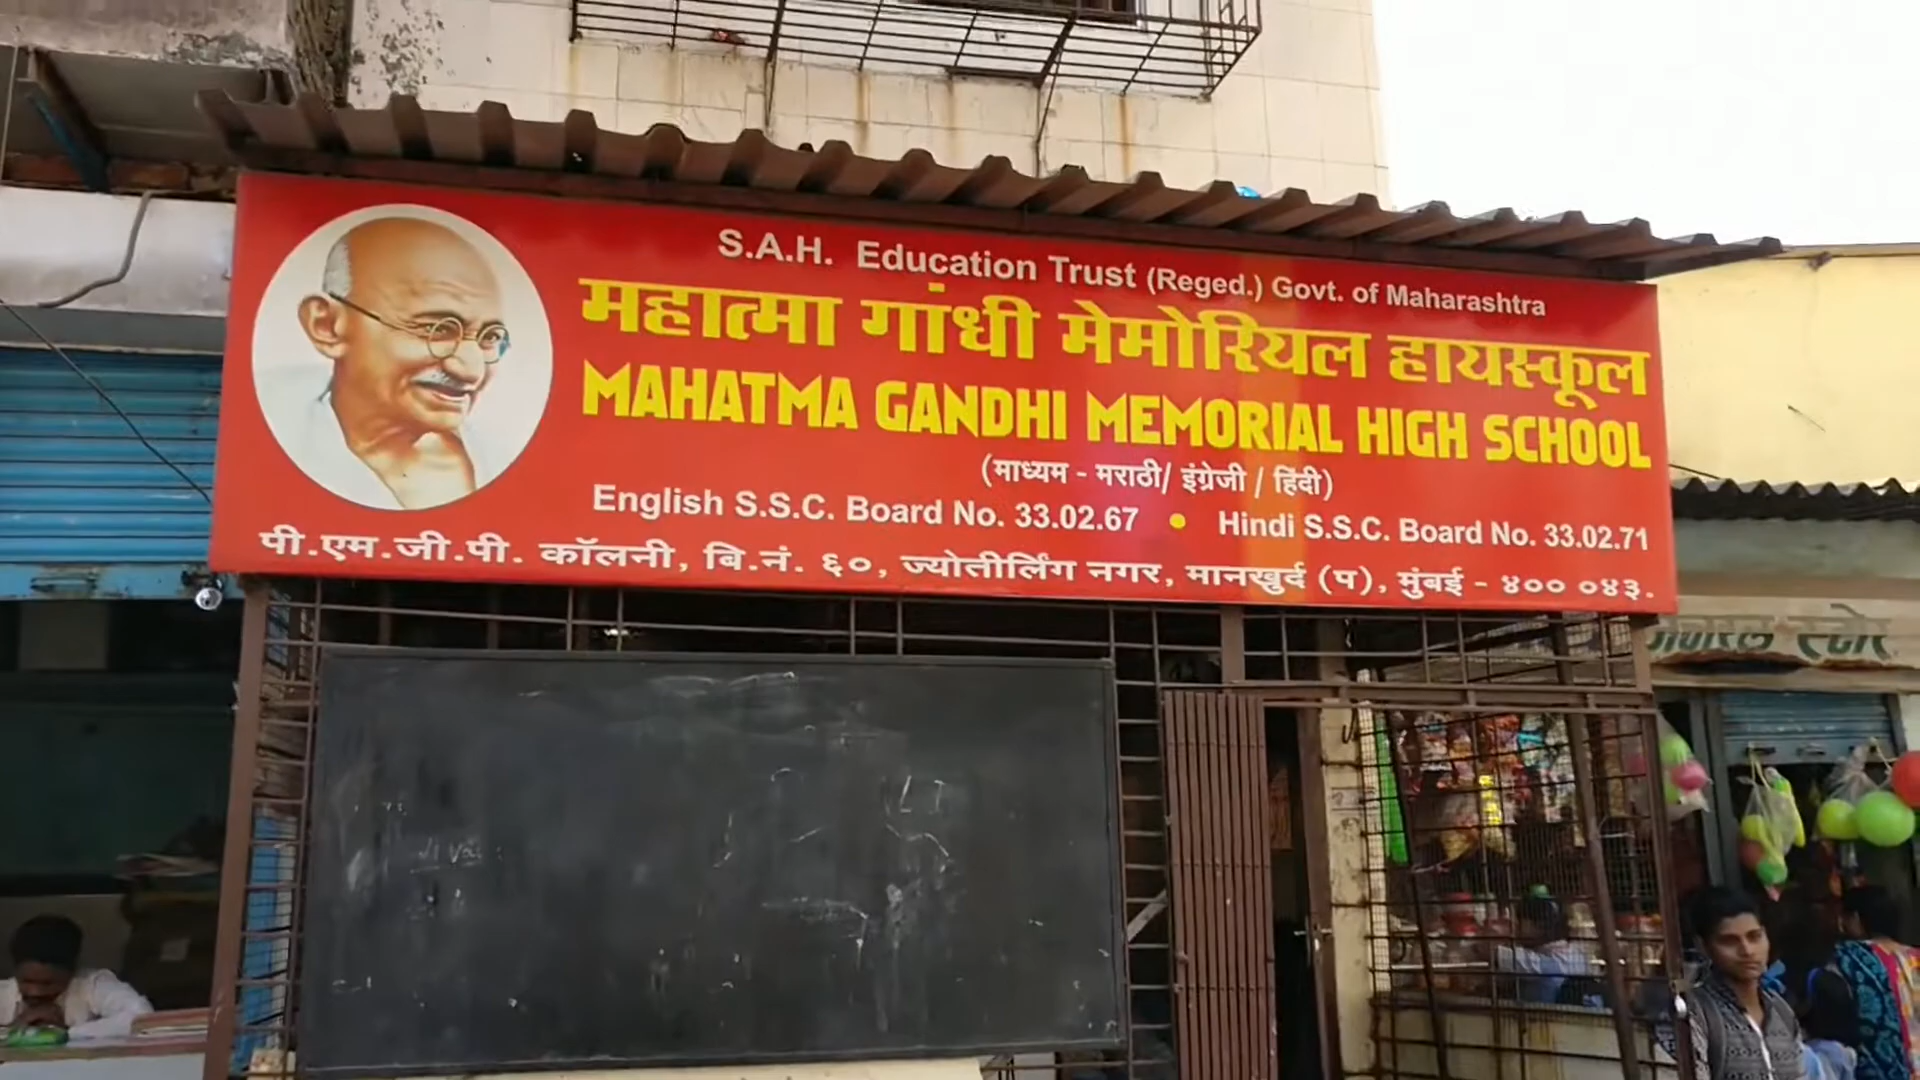 S.A.H. Education Trust (Reged.) Govt. of Maharashtra
महात्मा गांधी मेमोरियल हायस्कूल
MAHATMA GANDHI MEMORIAL HIGH SCHOOL
(माध्यम - मराठी/ इंग्रेजी / हिंदी)
English S.S.C. Board No. 33.02.67 • Hindi S.S.C. Board No. 33.02.71
पी.एम.जी.पी. कॉलनी, बि.नं. ६०, ज्योतीर्लिंग नगर, मानखुर्द (प), मुंबई - ४०० ०४३.
जनरल स्टोर